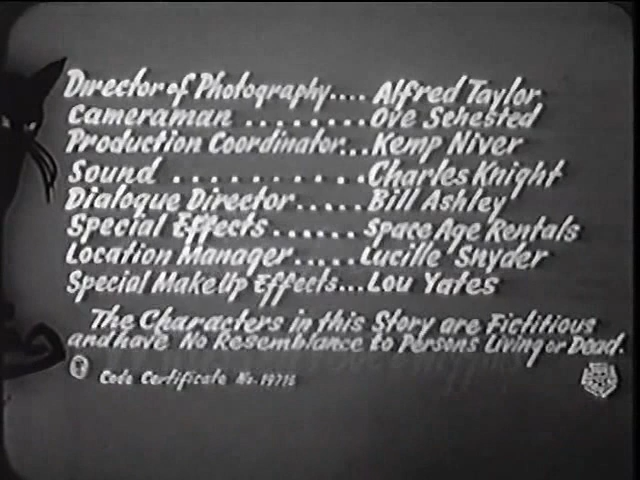 Director of Photography.... Alfred Taylor
Cameraman ........ Ove Sehested
Production Coordinator... Kemp Niver
Sound .......... Charles Knight
Dialogue Director...... Bill Ashley
Special Effects ....... Space Age Rentals
Location Manager...... Lucille Snyder
Special MakeUp Effects... Lou Yates
The Characters in this Story are Fictitious
and have No Resemblance to Persons Living or Dead.
Code Certificate No. 19716